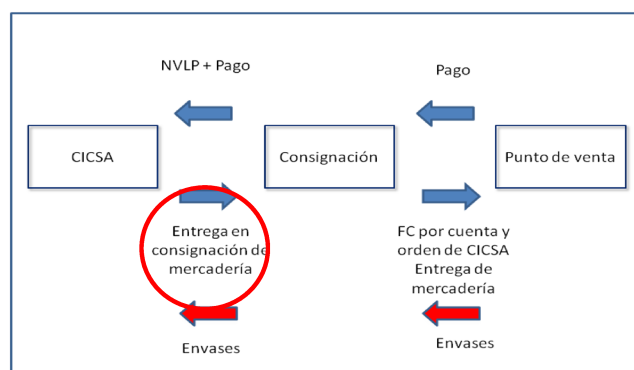 NVLP + Pago
Pago
CICSA
Consignación
Punto de venta
Entrega en
consignación de
mercadería
FC por cuenta y
orden de CICSA
Entrega de
mercadería
Envases
Envases